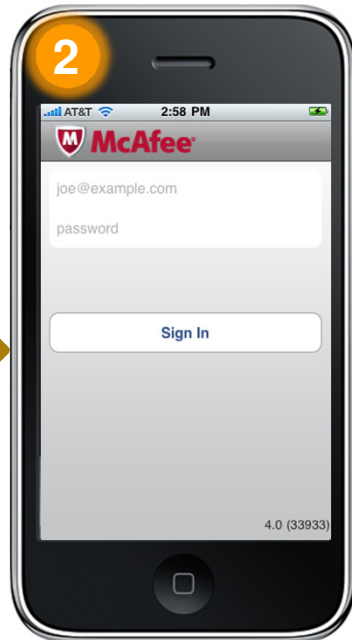 2
AT&T 2:58 PM
McAfee
joe@example.com
password
Sign In
4.0 (33933)